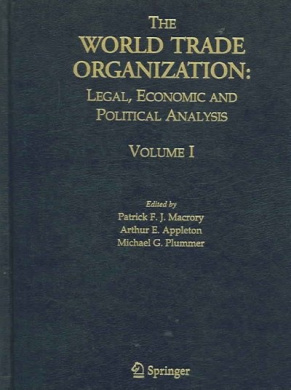 THE
WORLD TRADE
ORGANIZATION:
LEGAL, ECONOMIC AND
POLITICAL ANALYSIS
VOLUME I
Edited by
Patrick F. J. Macrory
Arthur E. Appleton
Michael G. Plummer
Springer